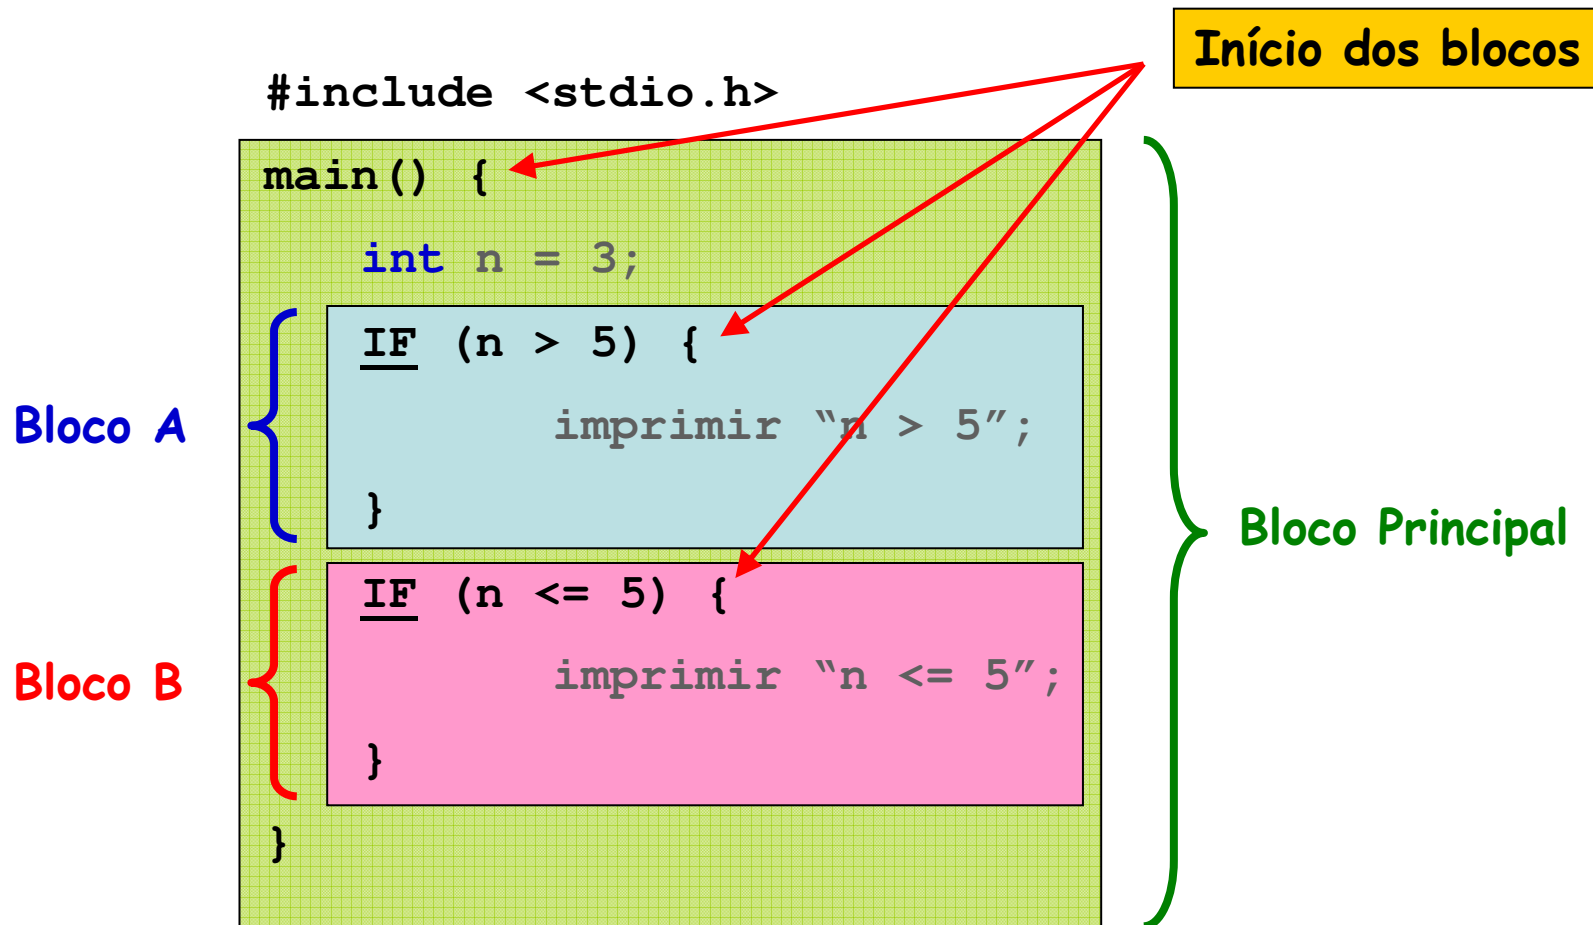 Início dos blocos
#include <stdio.h>
main() {
int n = 3;
IF (n > 5) {
imprimir “n > 5”;
}
Bloco A
IF (n <= 5) {
imprimir “n <= 5”;
}
Bloco B
}
Bloco Principal